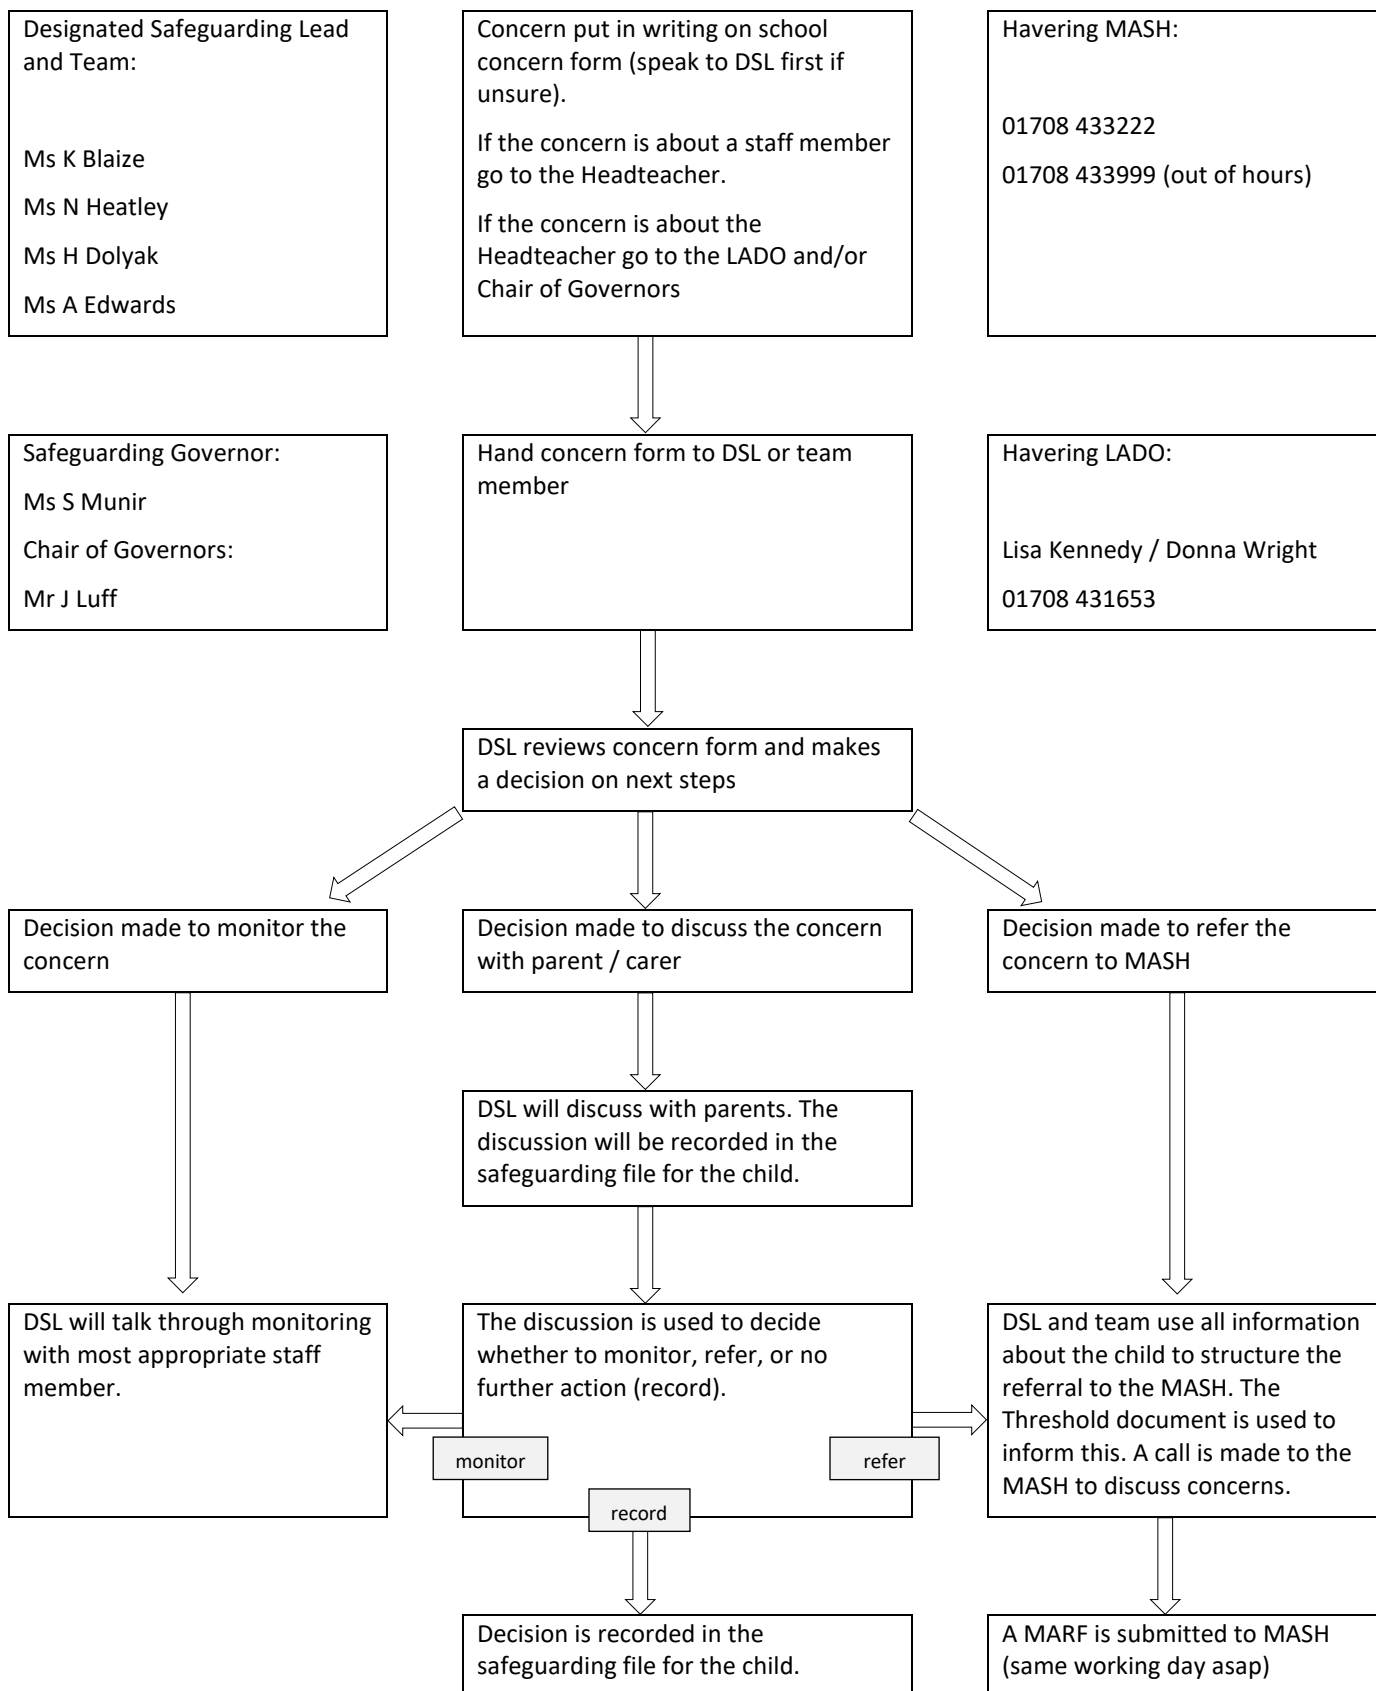 Designated Safeguarding Lead
and Team:
Ms K Blaize
Ms N Heatley
Ms H Dolyak
Ms A Edwards
Concern put in writing on school
concern form (speak to DSL first if
unsure).
If the concern is about a staff member
go to the Headteacher.
If the concern is about the
Headteacher go to the LADO and/or
Chair of Governors
Havering MASH:
01708 433222
01708 433999 (out of hours)
Safeguarding Governor:
Ms S Munir
Chair of Governors:
Mr J Luff
Hand concern form to DSL or team
member
Havering LADO:
Lisa Kennedy / Donna Wright
01708 431653
DSL reviews concern form and makes
a decision on next steps
Decision made to monitor the
concern
Decision made to discuss the concern
with parent / carer
Decision made to refer the
concern to MASH
DSL will discuss with parents. The
discussion will be recorded in the
safeguarding file for the child.
DSL will talk through monitoring
with most appropriate staff
member.
The discussion is used to decide
whether to monitor, refer, or no
further action (record).
monitor
refer
record
DSL and team use all information
about the child to structure the
referral to the MASH. The
Threshold document is used to
inform this. A call is made to the
MASH to discuss concerns.
Decision is recorded in the
safeguarding file for the child.
A MARF is submitted to MASH
(same working day asap)